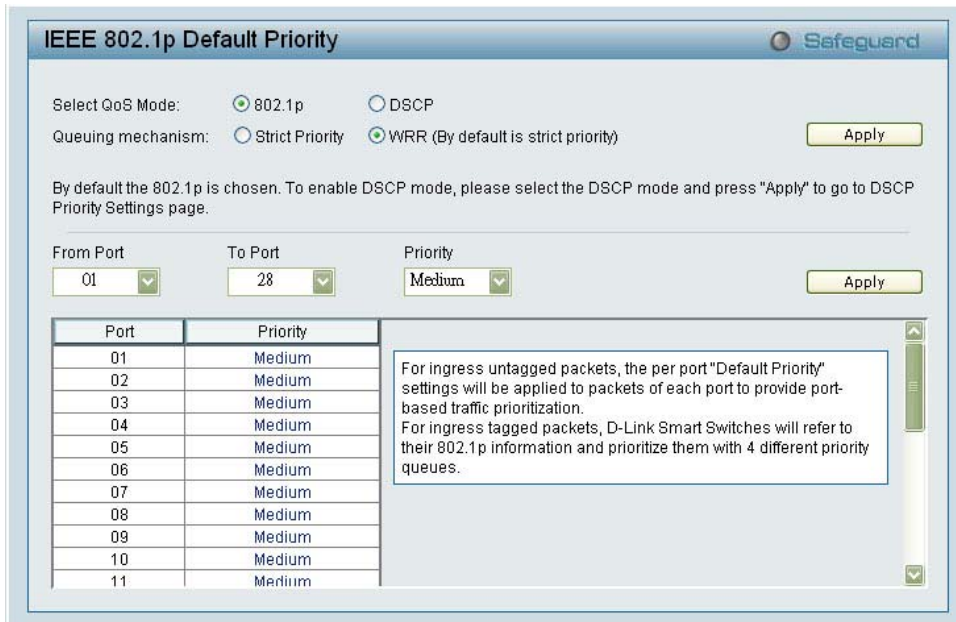 IEEE 802.1p Default Priority
Safeguard
Select QoS Mode: 802.1p DSCP
Queuing mechanism: Strict Priority WRR (By default is strict priority) Apply
By default the 802.1p is chosen. To enable DSCP mode, please select the DSCP mode and press "Apply" to go to DSCP
Priority Settings page.
From Port To Port Priority
01 28 Medium Apply
Port Priority
01 Medium
02 Medium
03 Medium
04 Medium
05 Medium
06 Medium
07 Medium
08 Medium
09 Medium
10 Medium
11 Medium
For ingress untagged packets, the per port "Default Priority"
settings will be applied to packets of each port to provide port-
based traffic prioritization.
For ingress tagged packets, D-Link Smart Switches will refer to
their 802.1p information and prioritize them with 4 different priority
queues.